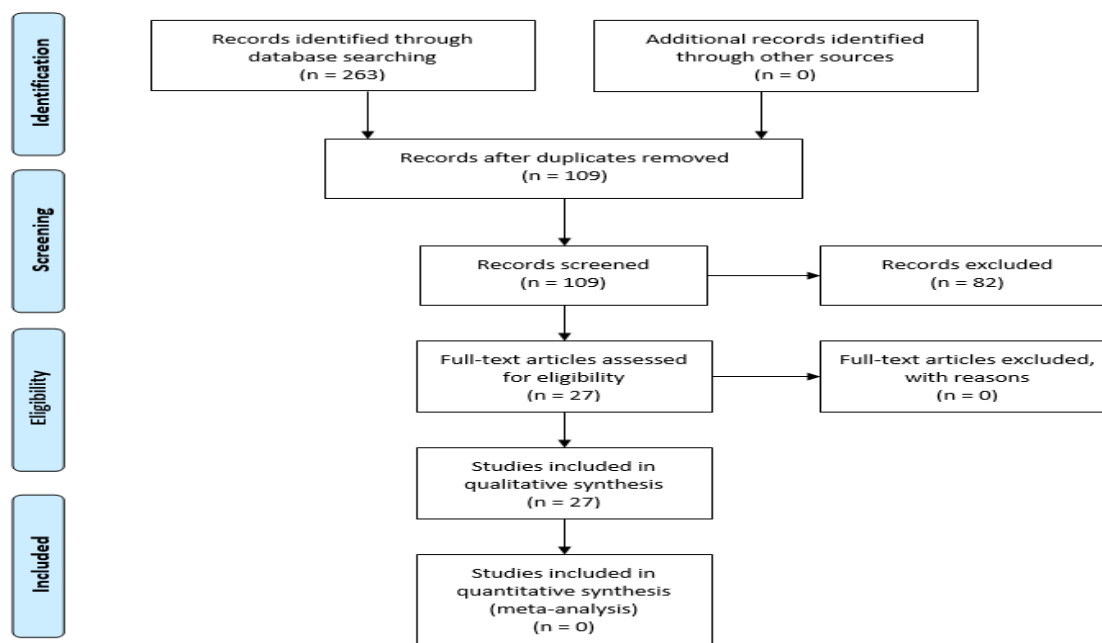 Identification
Records identified through
database searching
(n = 263)
Additional records identified
through other sources
(n = 0)
Records after duplicates removed
(n = 109)
Screening
Records screened
(n = 109)
Records excluded
(n = 82)
Eligibility
Full-text articles assessed
for eligibility
(n = 27)
Full-text articles excluded,
with reasons
(n = 0)
Studies included in
qualitative synthesis
(n = 27)
Included
Studies included in
quantitative synthesis
(meta-analysis)
(n = 0)